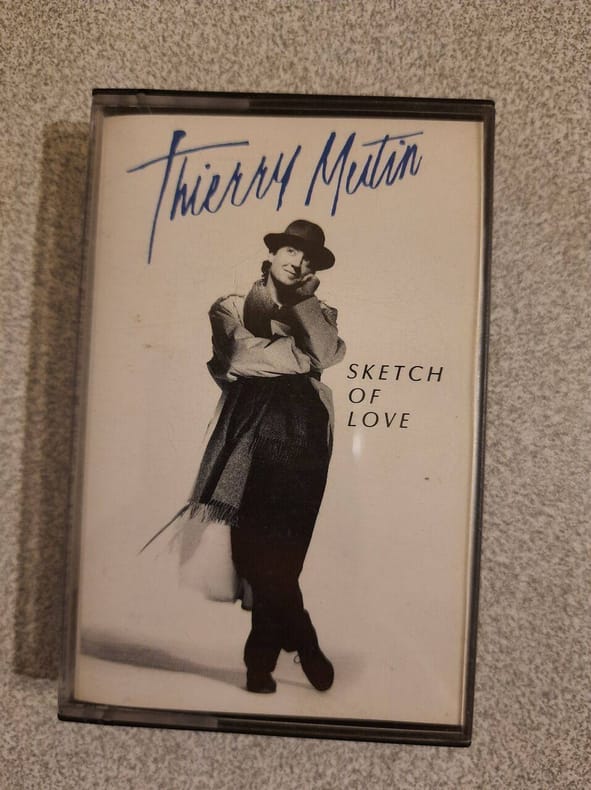 Thierry Mutin
SKETCH
OF
LOVE